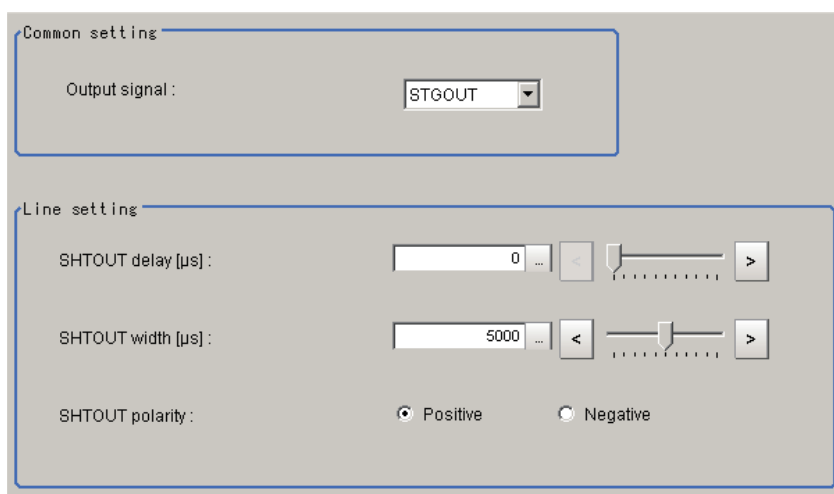 Common setting
Output signal : STGOUT
Line setting
SHTOUT delay [µs] : 0 ... < >
SHTOUT width [µs] : 5000 ... < >
SHTOUT polarity : Positive Negative